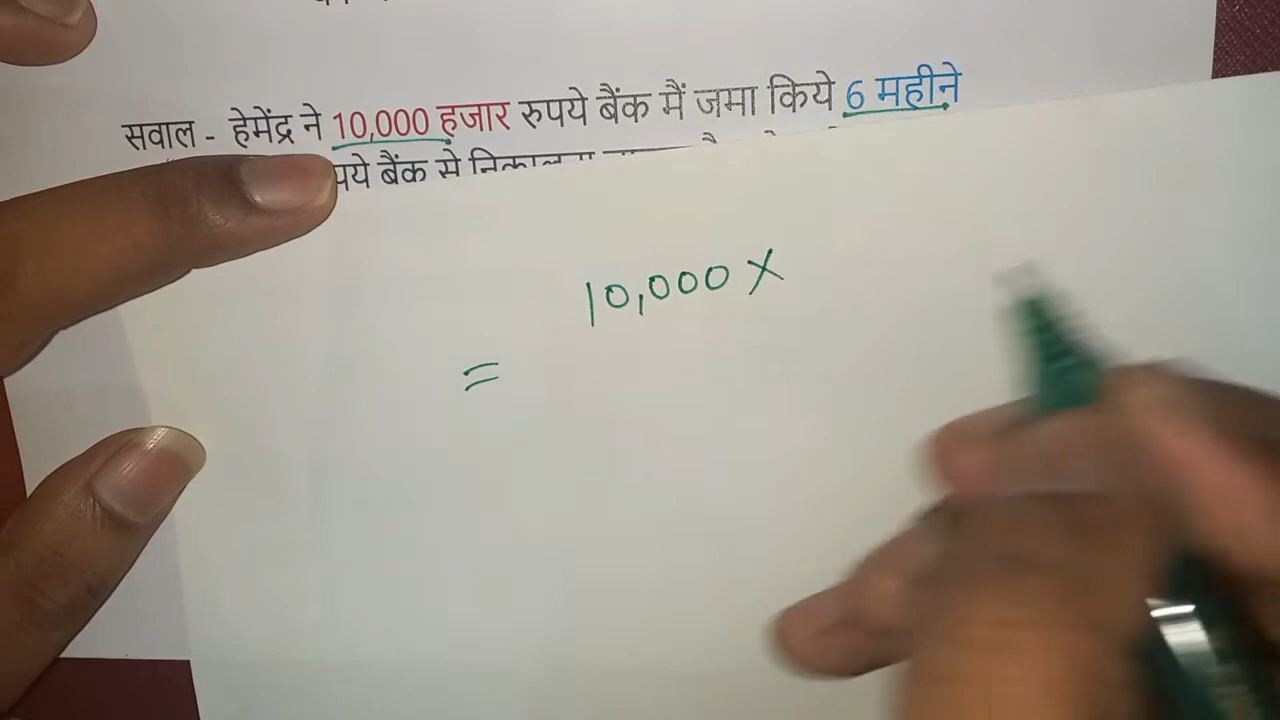 सवाल - हेमेंद्र ने 10,000 हजार रुपये बैंक मैं जमा किये 6 महीने
पये बैंक से
10,000 ×
=